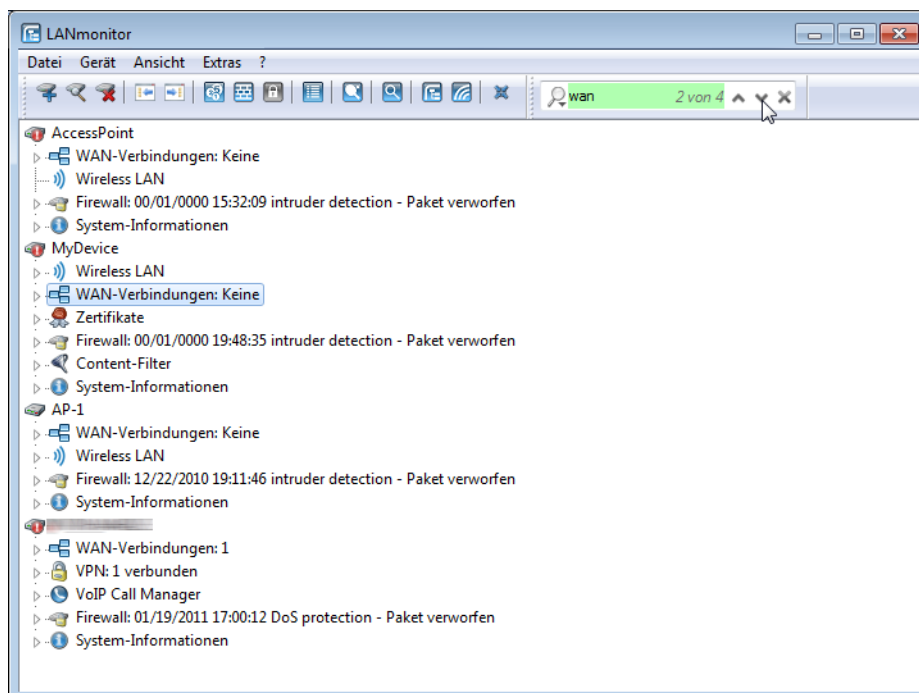 LANmonitor
Datei Gerät Ansicht Extras ?
wan 2 von 4
AccessPoint
WAN-Verbindungen: Keine
Wireless LAN
Firewall: 00/01/0000 15:32:09 intruder detection - Paket verworfen
System-Informationen
MyDevice
Wireless LAN
WAN-Verbindungen: Keine
Zertifikate
Firewall: 00/01/0000 19:48:35 intruder detection - Paket verworfen
Content-Filter
System-Informationen
AP-1
WAN-Verbindungen: Keine
Wireless LAN
Firewall: 12/22/2010 19:11:46 intruder detection - Paket verworfen
System-Informationen
WAN-Verbindungen: 1
VPN: 1 verbunden
VoIP Call Manager
Firewall: 01/19/2011 17:00:12 DoS protection - Paket verworfen
System-Informationen